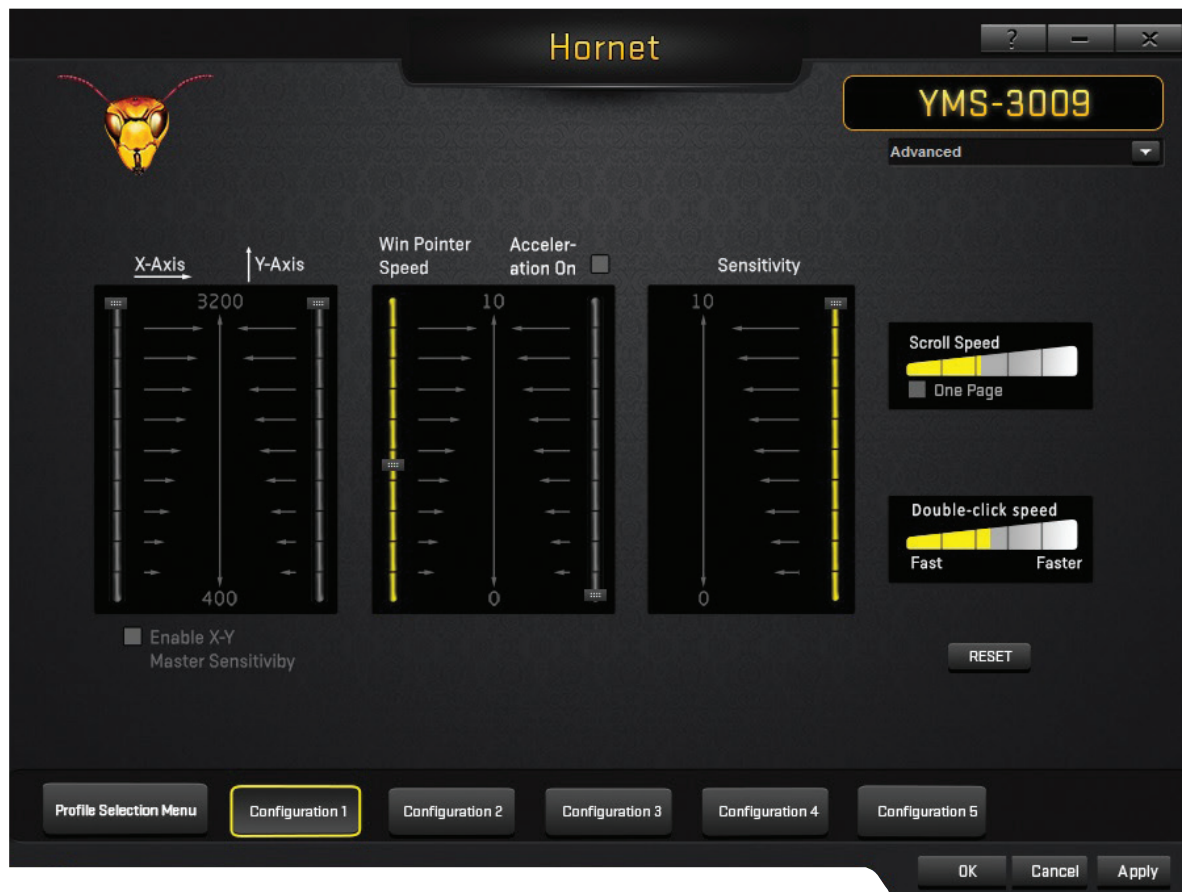 Hornet
?
YMS-3009
Advanced
X-Axis
Y-Axis
3200
400
Enable X-Y
Master Sensitiviby
Win Pointer
Speed
Acceler-
ation On
10
0
Sensitivity
10
0
Scroll Speed
One Page
Double-click speed
Fast Faster
RESET
Profile Selection Menu
Configuration 1
Configuration 2
Configuration 3
Configuration 4
Configuration 5
OK
Cancel
Apply